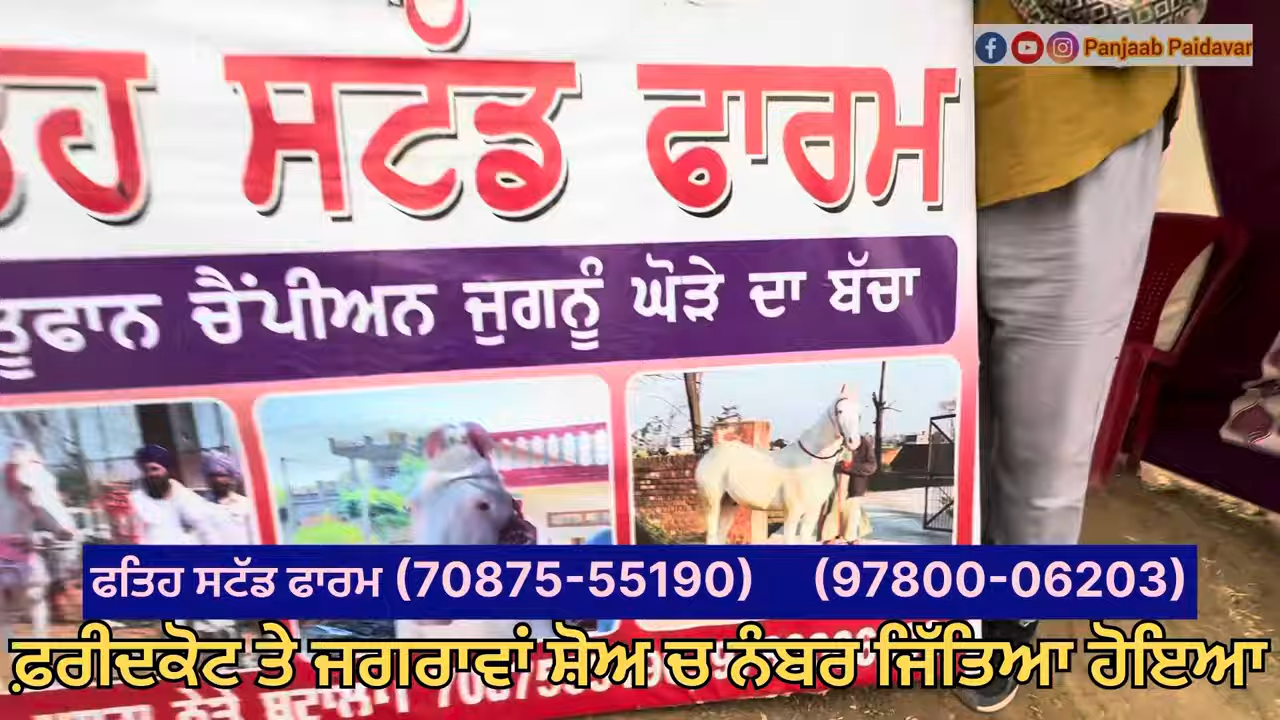 Panjaab Paidavar
ਸਟੱਡ ਫਾਰਮ
ਤੂਫਾਨ ਚੈਂਪੀਅਨ ਜੁਗਨੂੰ ਘੋੜੇ ਦਾ ਬੱਚਾ
ਫਤਿਹ ਸਟੱਡ ਫਾਰਮ (70875-55190) (97800-06203)
ਫ਼ਰੀਦਕੋਟ ਤੇ ਜਗਰਾਵਾਂ ਸ਼ੋਅ ਚ ਨੰਬਰ ਜਿੱਤਿਆ ਹੋਇਆ